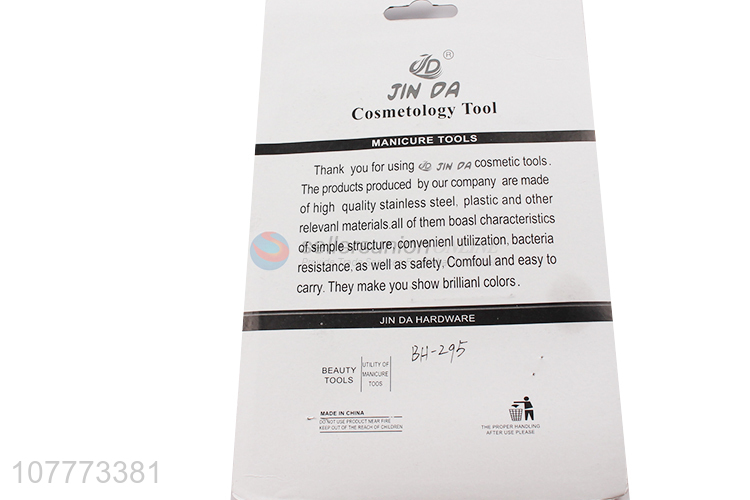 JD ®
JIN DA
Cosmetology Tool
MANICURE TOOLS
Thank you for using JD JIN DA cosmetic tools.
The products produced by our company are made
of high quality stainless steel, plastic and other
relevanl materials.all of them boasl characteristics
of simple structure, convenienl utilization, bacteria
resistance, as well as safety. Comfoul and easy to
carry. They make you show brillianl colors.
JIN DA HARDWARE
BH-295
BEAUTY
TOOLS
UTILITY OF
MANICURE
TOOS
MADE IN CHINA
DO NOT USE PRODUCT NEAR FIRE
KEEP OUT OF THE REACH OF CHILDREN
THE PROPER HANDLING
AFTER USE PLEASE
107773381